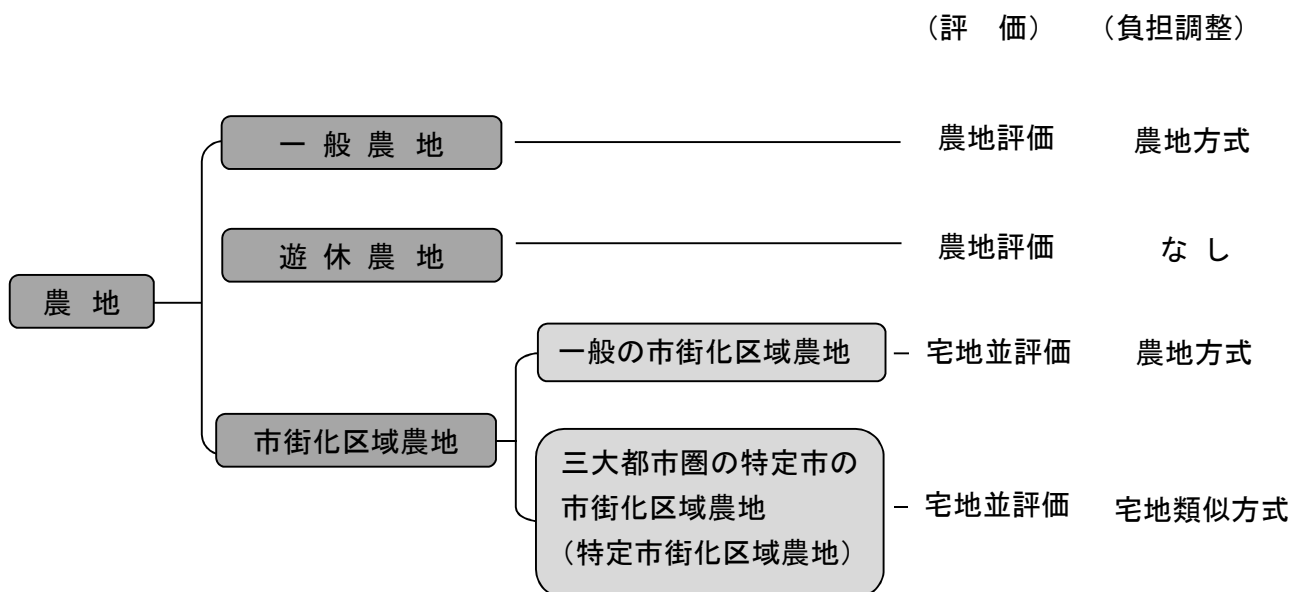 （評　価）　（負担調整）
一般農地　農地評価　農地方式
遊休農地　農地評価　なし
農地
一般の市街化区域農地　宅地並評価　農地方式
市街化区域農地
三大都市圏の特定市の
市街化区域農地
（特定市街化区域農地）
宅地並評価　宅地類似方式